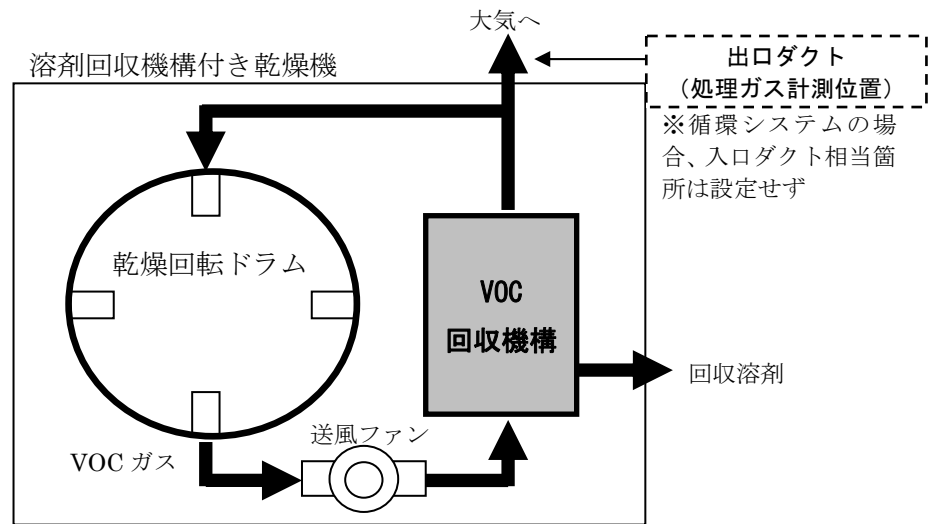 大気へ
出口ダクト
（処理ガス計測位置）
溶剤回収機構付き乾燥機
※循環システムの場
合、入口ダクト相当箇
所は設定せず
乾燥回転ドラム
VOC
回収機構
回収溶剤
送風ファン
VOC ガス